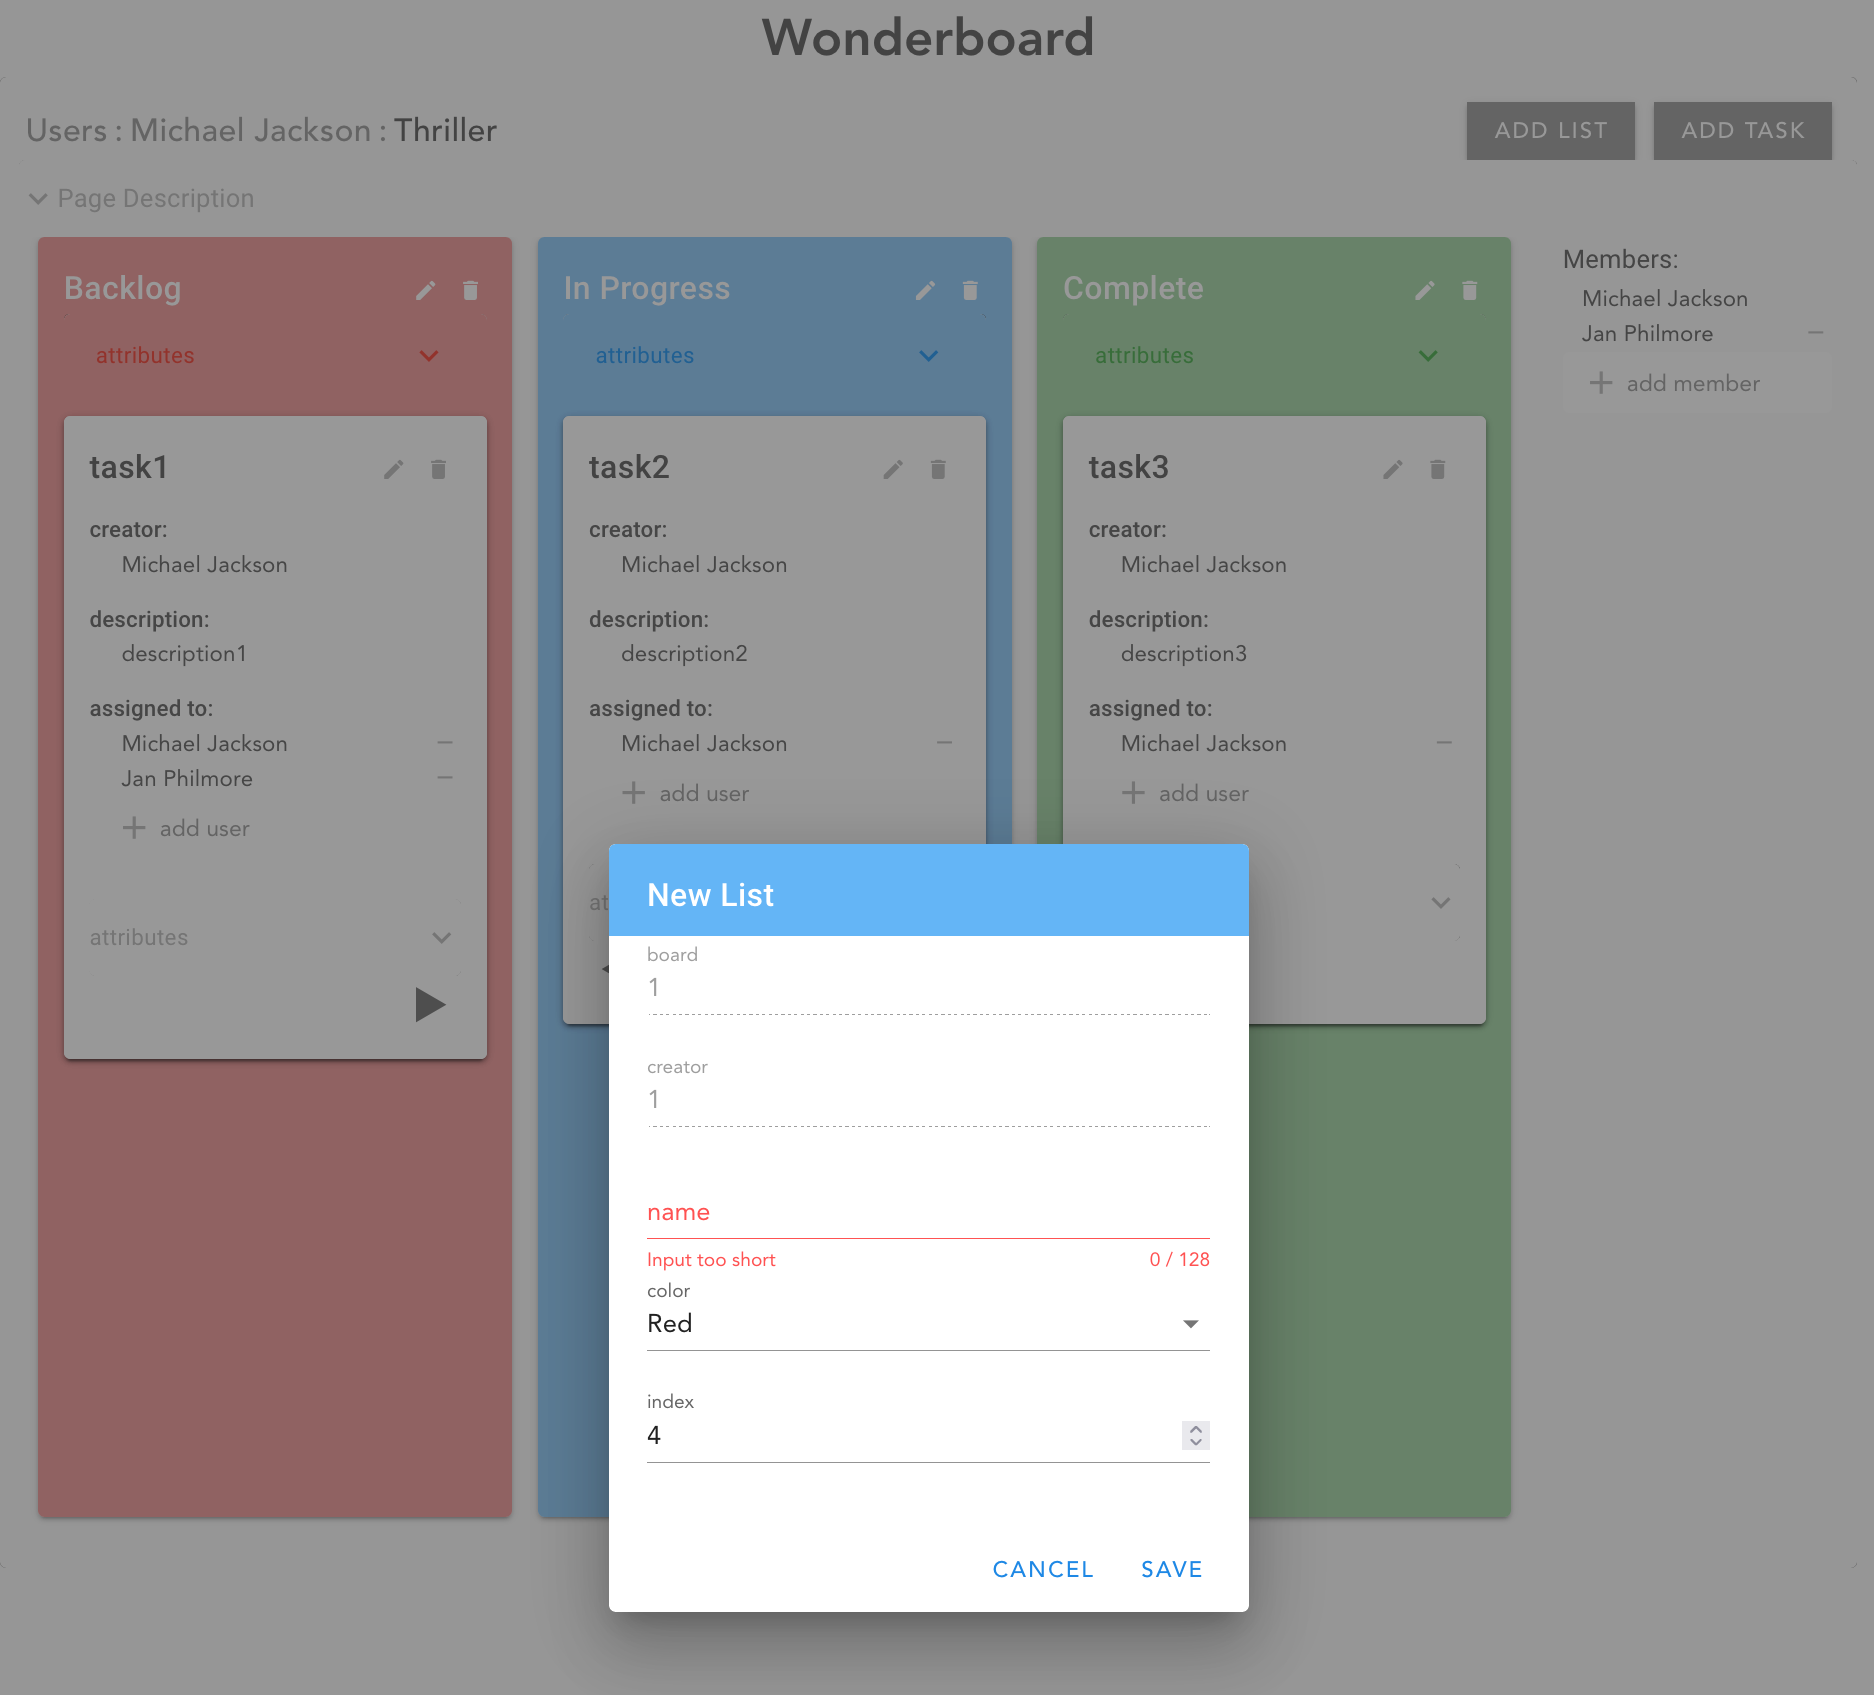 Wonderboard
Users : Michael Jackson : Thriller
ADD LIST
ADD TASK
Page Description
Backlog
attributes
task1
creator:
Michael Jackson
description:
description1
assigned to:
Michael Jackson
Jan Philmore
add user
attributes
In Progress
attributes
task2
creator:
Michael Jackson
description:
description2
assigned to:
Michael Jackson
add user
at
Complete
attributes
task3
creator:
Michael Jackson
description:
description3
assigned to:
Michael Jackson
add user
Members:
Michael Jackson
Jan Philmore
add member
New List
board
1
creator
1
name
Input too short
0 / 128
color
Red
index
4
CANCEL
SAVE